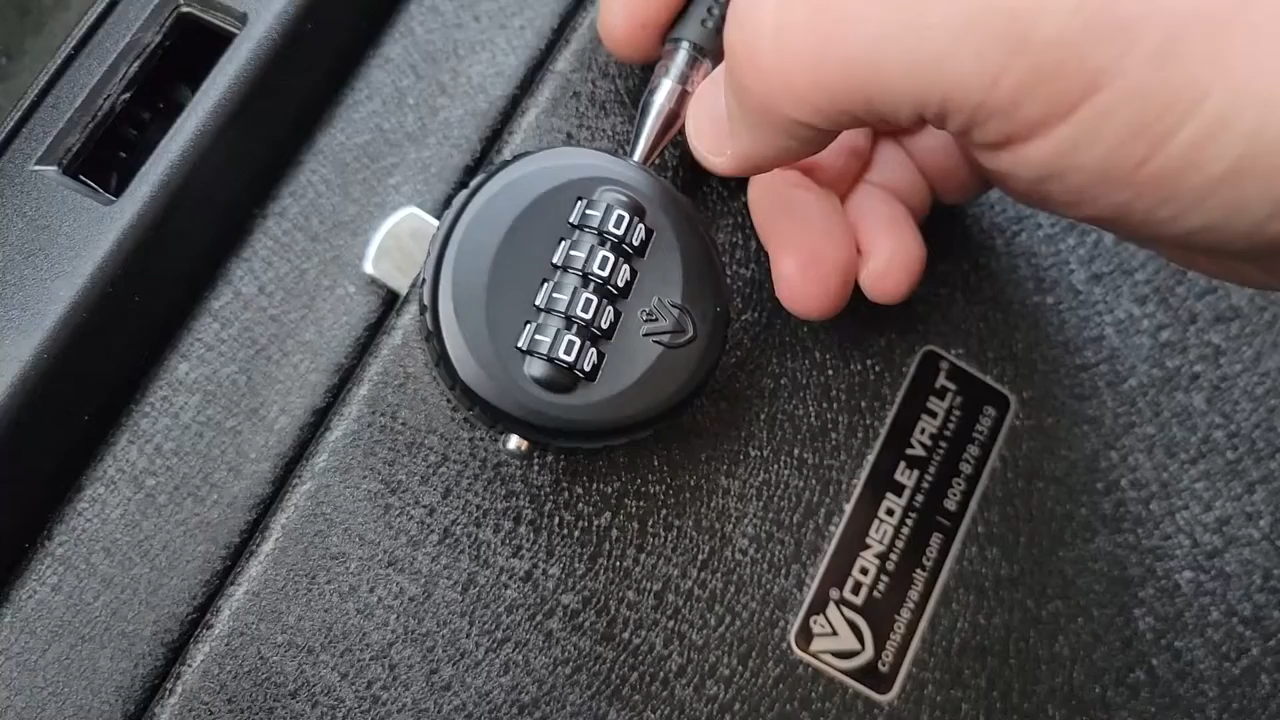 0
0
0
0
CONSOLE VAULT®
THE ORIGINAL IN-VEHICLE SAFE™
consolevault.com | 800-878-1369